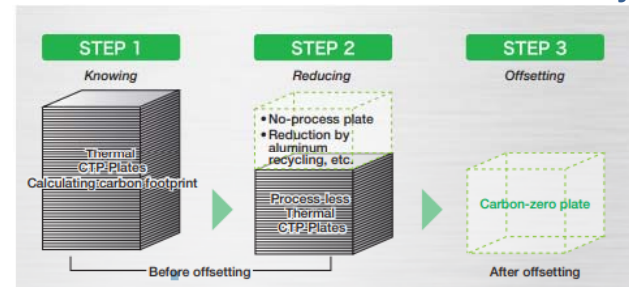 STEP 1
Knowing
Thermal
CTP-Plates
Calculating carbon footprint
STEP 2
Reducing
•No-process plate
•Reduction by
aluminum
recycling, etc.
Process-less
Thermal
CTP-Plates
STEP 3
Offsetting
Carbon-zero plate
Before offsetting
After offsetting